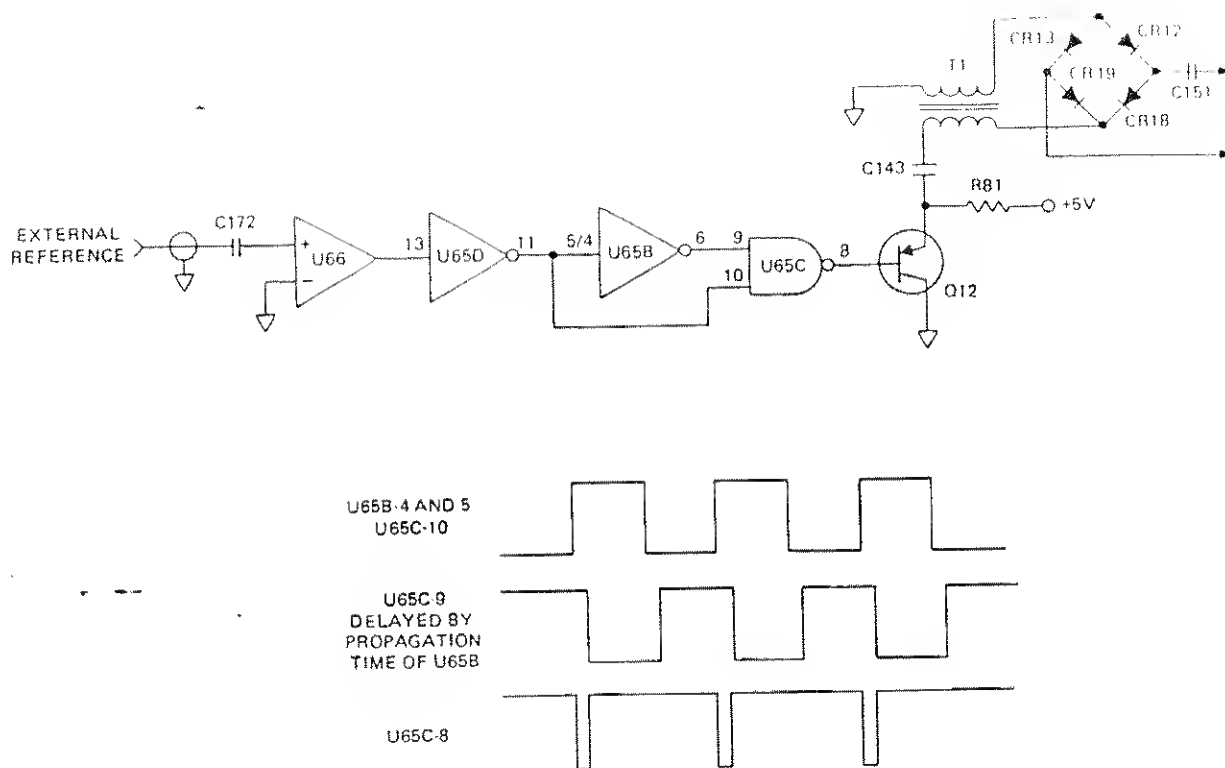 CR13
CR12
T1
CR19
C151
CR18
C143
R81
+5V
EXTERNAL
REFERENCE
C172
+
-
U66
13
U65D
11
5/4
U65B
6
9
10
U65C
8
Q12
U65B-4 AND 5
U65C-10
U65C-9
DELAYED BY
PROPAGATION
TIME OF U65B
U65C-8